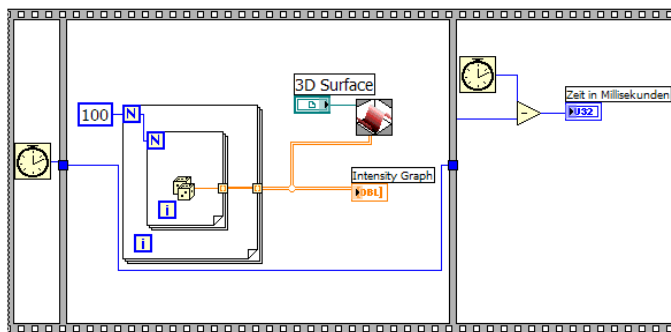 3D Surface
Zeit in Millisekunden
U32
100
N
N
Intensity Graph
DBL]
i
i